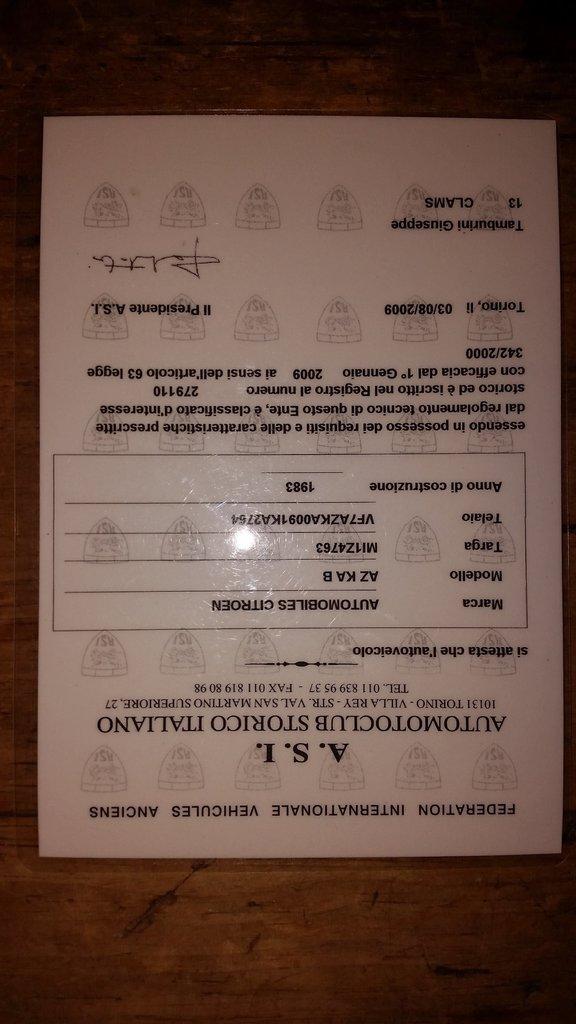 FEDERATION INTERNATIONALE VEHICULES ANCIENS
A. S. I.
AUTOMOTOCLUB STORICO ITALIANO
10131 TORINO - VILLA REY - STR. VAL SAN MARTINO SUPERIORE, 27
TEL. 011 839 95 37 - FAX 011 819 80 98
si attesta che l'autoveicolo
Marca AUTOMOBILES CITROEN
Modello AZ KA B
Targa MI1Z4763
Telaio VF7AZKA0091KA2754
Anno di costruzione 1983
essendo in possesso dei requisiti e delle caratteristiche prescritte
dal regolamento tecnico di questo Ente, è classificato d'interesse
storico ed è iscritto nel Registro al numero 279110
con efficacia dal 1° Gennaio 2009 ai sensi dell'articolo 63 legge
342/2000
Torino, li 03/08/2009 Il Presidente A.S.I.
Tamburini Giuseppe
13 CLAMS